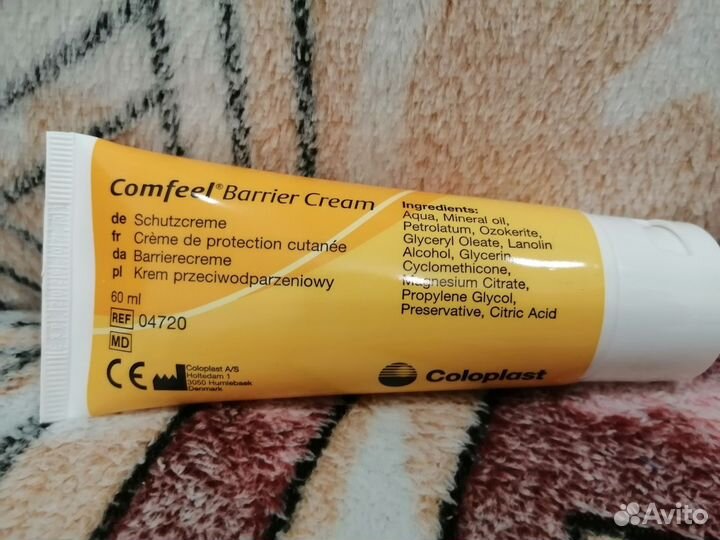 Comfeel® Barrier Cream
de Schutzcreme
fr Crème de protection cutanée
da Barrierecreme
pl Krem przeciwodparzeniowy
60 ml
REF 04720
MD
CE
Coloplast A/S
Holtedam 1
3050 Humlebaek
Denmark
Ingredients:
Aqua, Mineral oil,
Petrolatum, Ozokerite,
Glyceryl Oleate, Lanolin
Alcohol, Glycerin,
Cyclomethicone,
Magnesium Citrate,
Propylene Glycol,
Preservative, Citric Acid
Coloplast
Avito